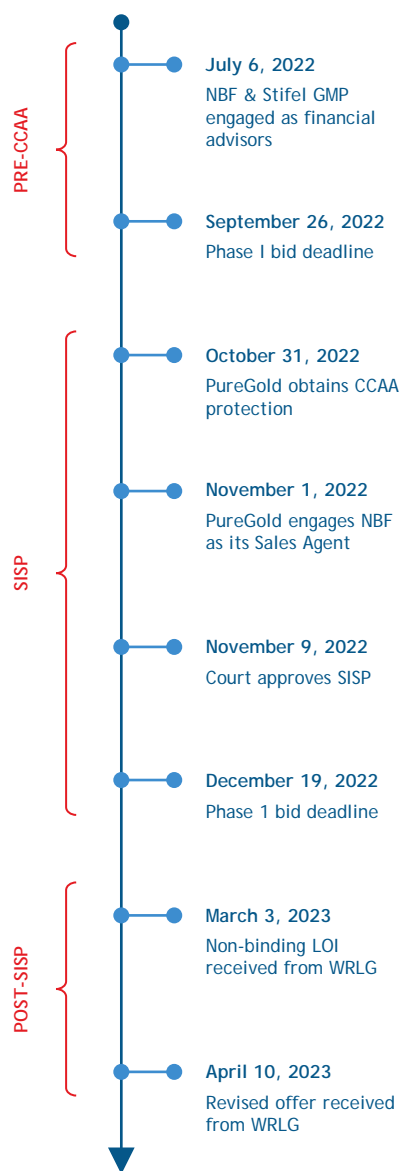 PRE-CCAA
July 6, 2022
NBF & Stifel GMP
engaged as financial
advisors
September 26, 2022
Phase I bid deadline
SISP
October 31, 2022
PureGold obtains CCAA
protection
November 1, 2022
PureGold engages NBF
as its Sales Agent
November 9, 2022
Court approves SISP
December 19, 2022
Phase 1 bid deadline
POST-SISP
March 3, 2023
Non-binding LOI
received from WRLG
April 10, 2023
Revised offer received
from WRLG